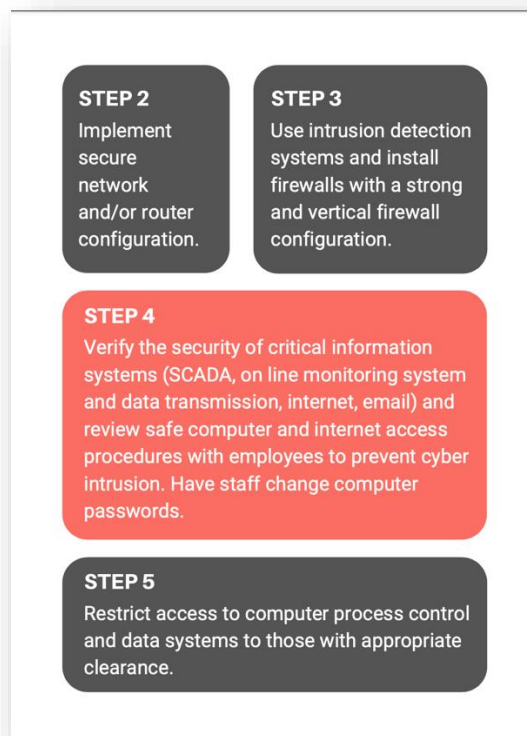 STEP 2
Implement
secure
network
and/or router
configuration.
STEP 3
Use intrusion detection
systems and install
firewalls with a strong
and vertical firewall
configuration.
STEP 4
Verify the security of critical information
systems (SCADA, on line monitoring system
and data transmission, internet, email) and
review safe computer and internet access
procedures with employees to prevent cyber
intrusion. Have staff change computer
passwords.
STEP 5
Restrict access to computer process control
and data systems to those with appropriate
clearance.